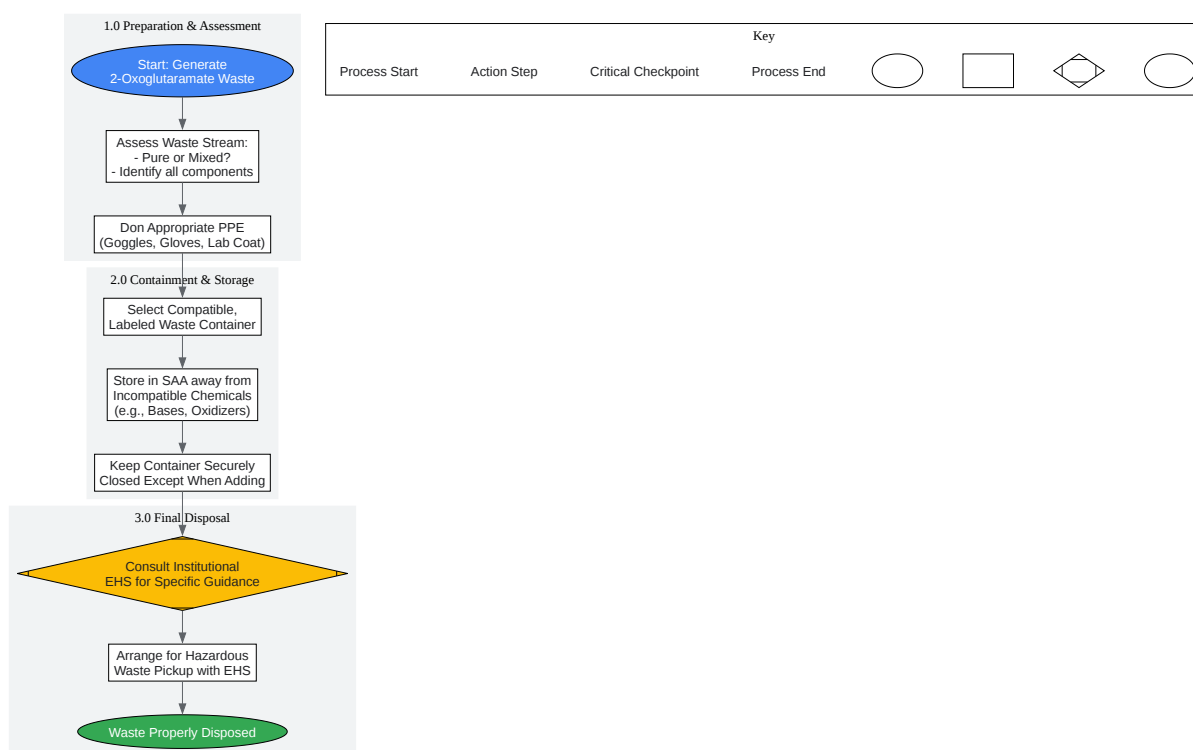 1.0 Preparation & Assessment
Start: Generate
2-Oxoglutaramate Waste
Assess Waste Stream:
- Pure or Mixed?
- Identify all components
Don Appropriate PPE
(Goggles, Gloves, Lab Coat)
2.0 Containment & Storage
Select Compatible,
Labeled Waste Container
Store in SAA away from
Incompatible Chemicals
(e.g., Bases, Oxidizers)
Keep Container Securely
Closed Except When Adding
3.0 Final Disposal
Consult Institutional
EHS for Specific Guidance
Arrange for Hazardous
Waste Pickup with EHS
Waste Properly Disposed
Key
Process Start
Action Step
Critical Checkpoint
Process End